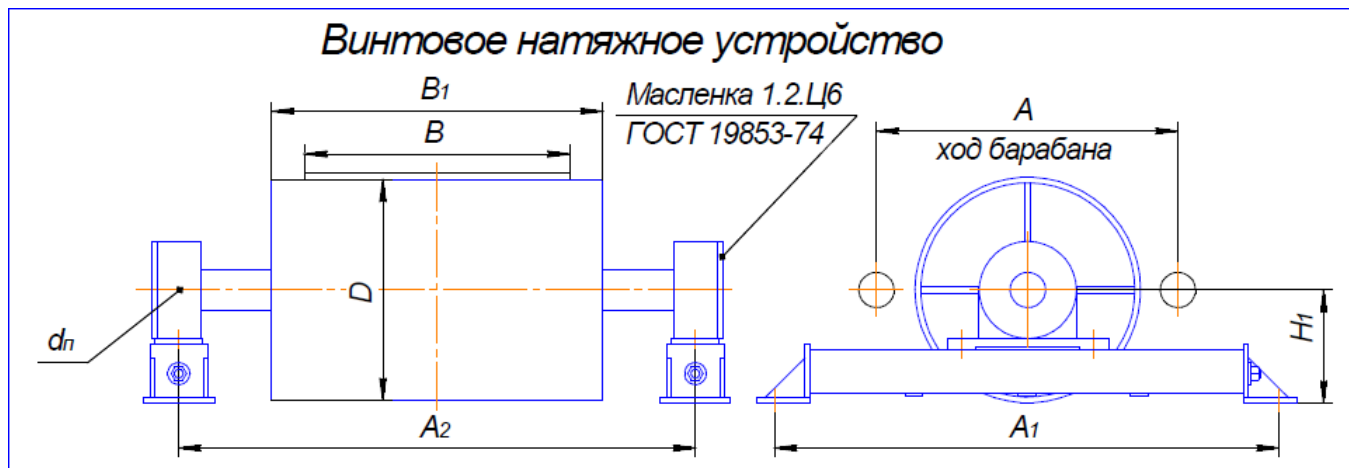 Винтовое натяжное устройство
B1
B
Масленка 1.2.Ц6
ГОСТ 19853-74
A
ход барабана
D
dп
H1
A2
A1